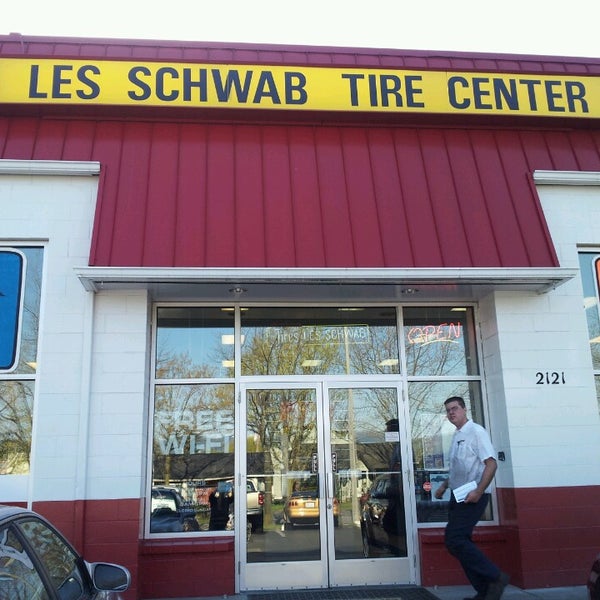 LES SCHWAB TIRE CENTER
LES SCHWAB
OPEN
2121
FREE
WI-FI